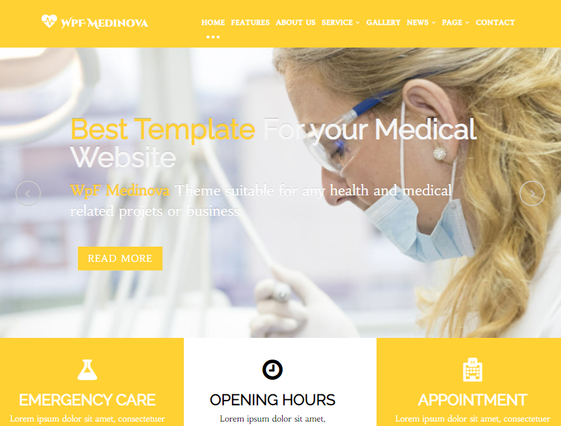 WPF-MEDINOVA
HOME FEATURES ABOUT US SERVICE GALLERY NEWS PAGE CONTACT
Best Template For your Medical
Website
WpF Medinova Theme suitable for any health and medical
related projets or business
READ MORE
EMERGENCY CARE
Lorem ipsum dolor sit amet, consectetuer
OPENING HOURS
Lorem ipsum dolor sit amet,
APPOINTMENT
Lorem ipsum dolor sit amet, consectetuer